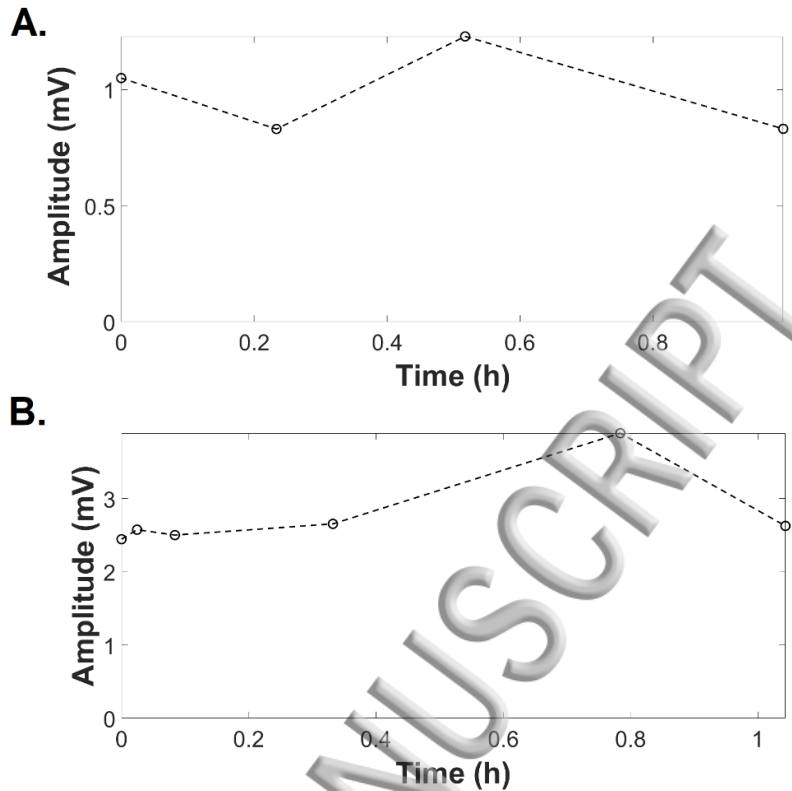 A.
Amplitude (mV)
1
0.5
0
0 0.2 0.4 0.6 0.8
Time (h)
B.
Amplitude (mV)
3
2
1
0
0 0.2 0.4 0.6 0.8 1
Time (h)
NUSCRIPT